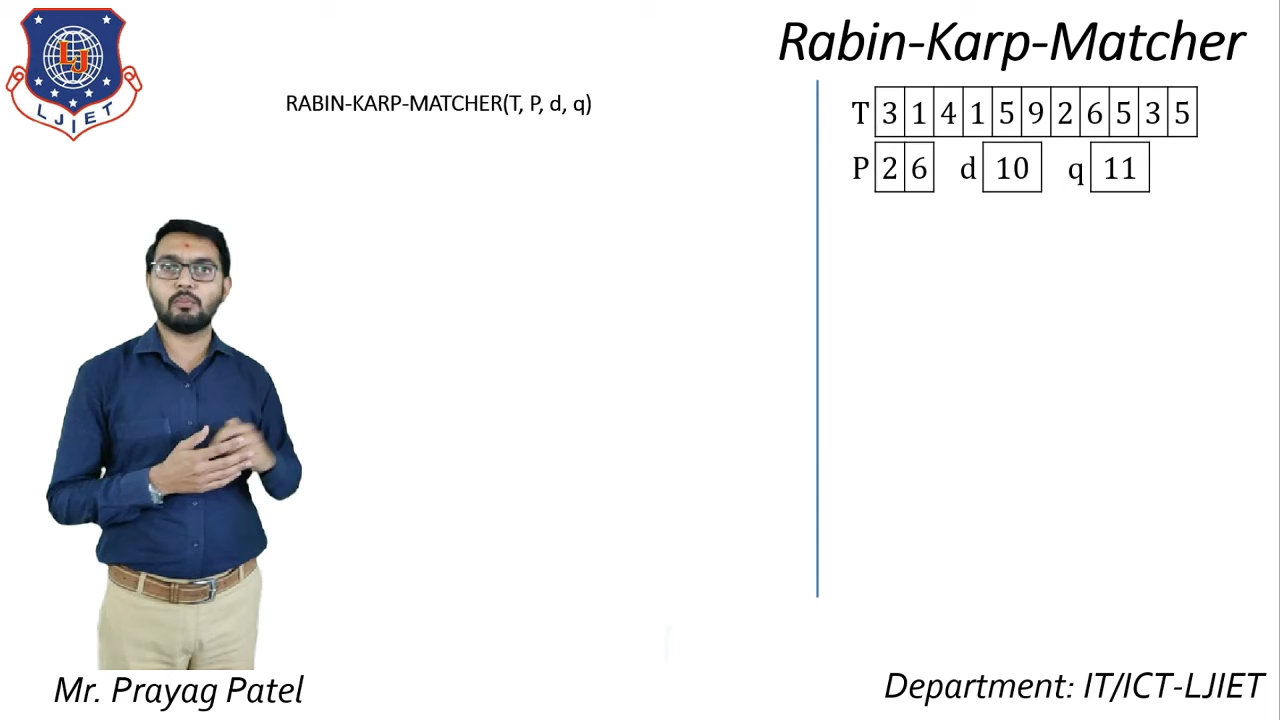 Rabin-Karp-Matcher
LJIET
LJ
RABIN-KARP-MATCHER(T, P, d, q)
T 3 1 4 1 5 9 2 6 5 3 5
P 2 6 d 10 q 11
Mr. Prayag Patel
Department: IT/ICT-LJIET